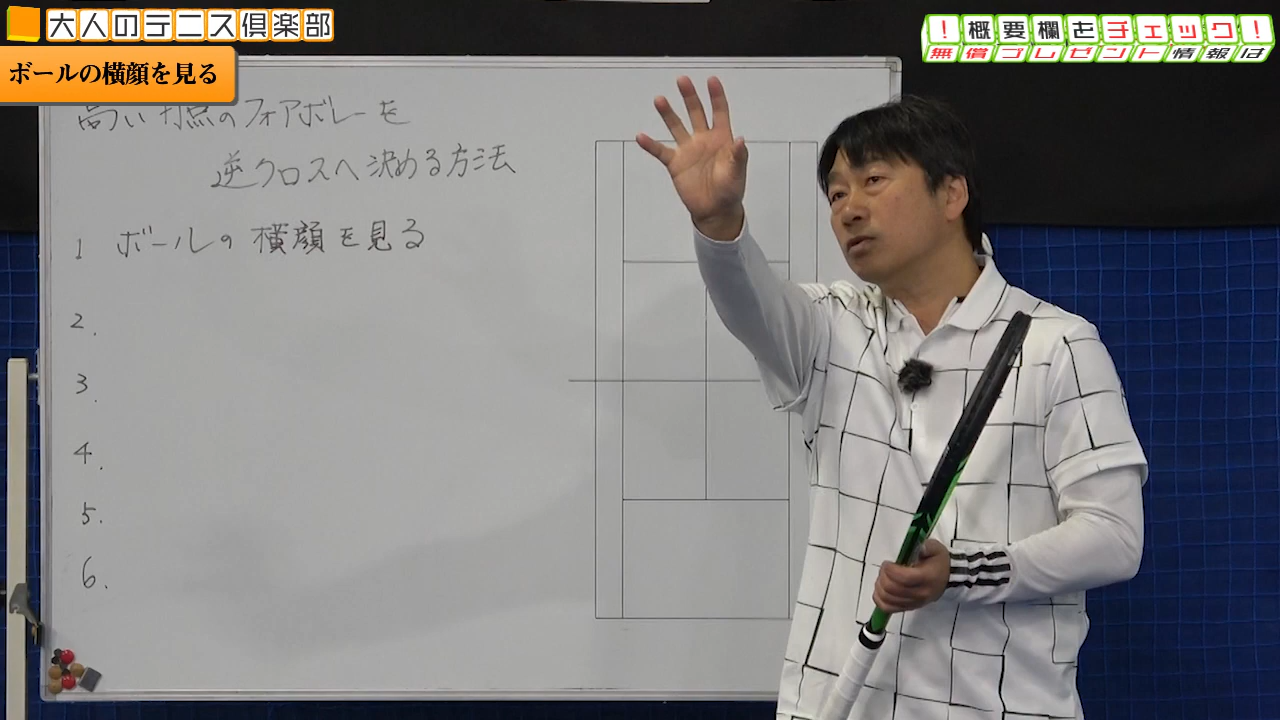 大人のテニス倶楽部
！概要欄をチェック！
無償プレゼント情報は
ボールの横顔を見る
高い打点のフォアボレーを
逆クロスへ決める方法
1 ボールの横顔を見る
2.
3.
4.
5.
6.